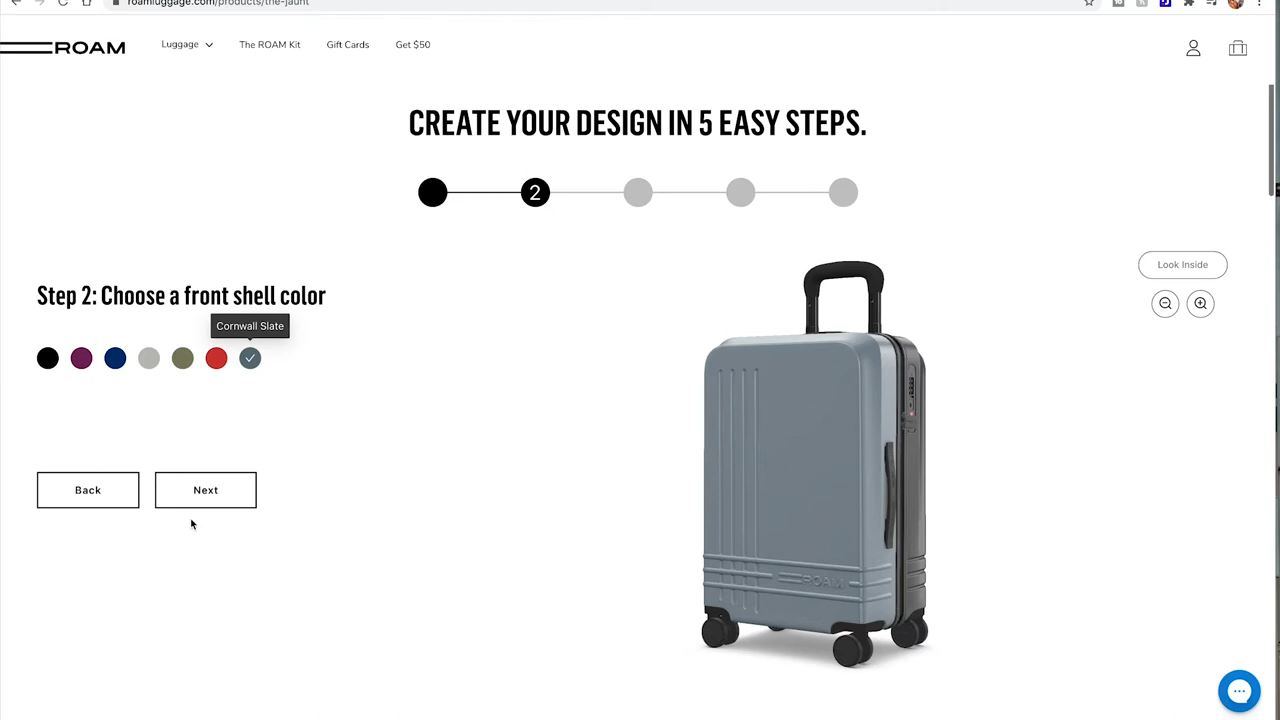 roamluggage.com/products/the-jaunt
ROAM
Luggage
The ROAM Kit
Gift Cards
Get $50
CREATE YOUR DESIGN IN 5 EASY STEPS.
2
Look Inside
Step 2: Choose a front shell color
Cornwall Slate
Back
Next
ROAM